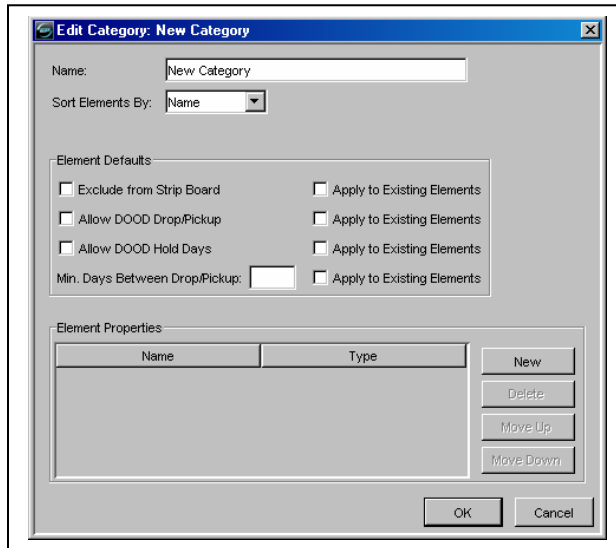 Edit Category: New Category
Name: New Category
Sort Elements By: Name
Element Defaults
Exclude from Strip Board Apply to Existing Elements
Allow DOOD Drop/Pickup Apply to Existing Elements
Allow DOOD Hold Days Apply to Existing Elements
Min. Days Between Drop/Pickup: Apply to Existing Elements
Element Properties
Name Type
New
Delete
Move Up
Move Down
OK Cancel